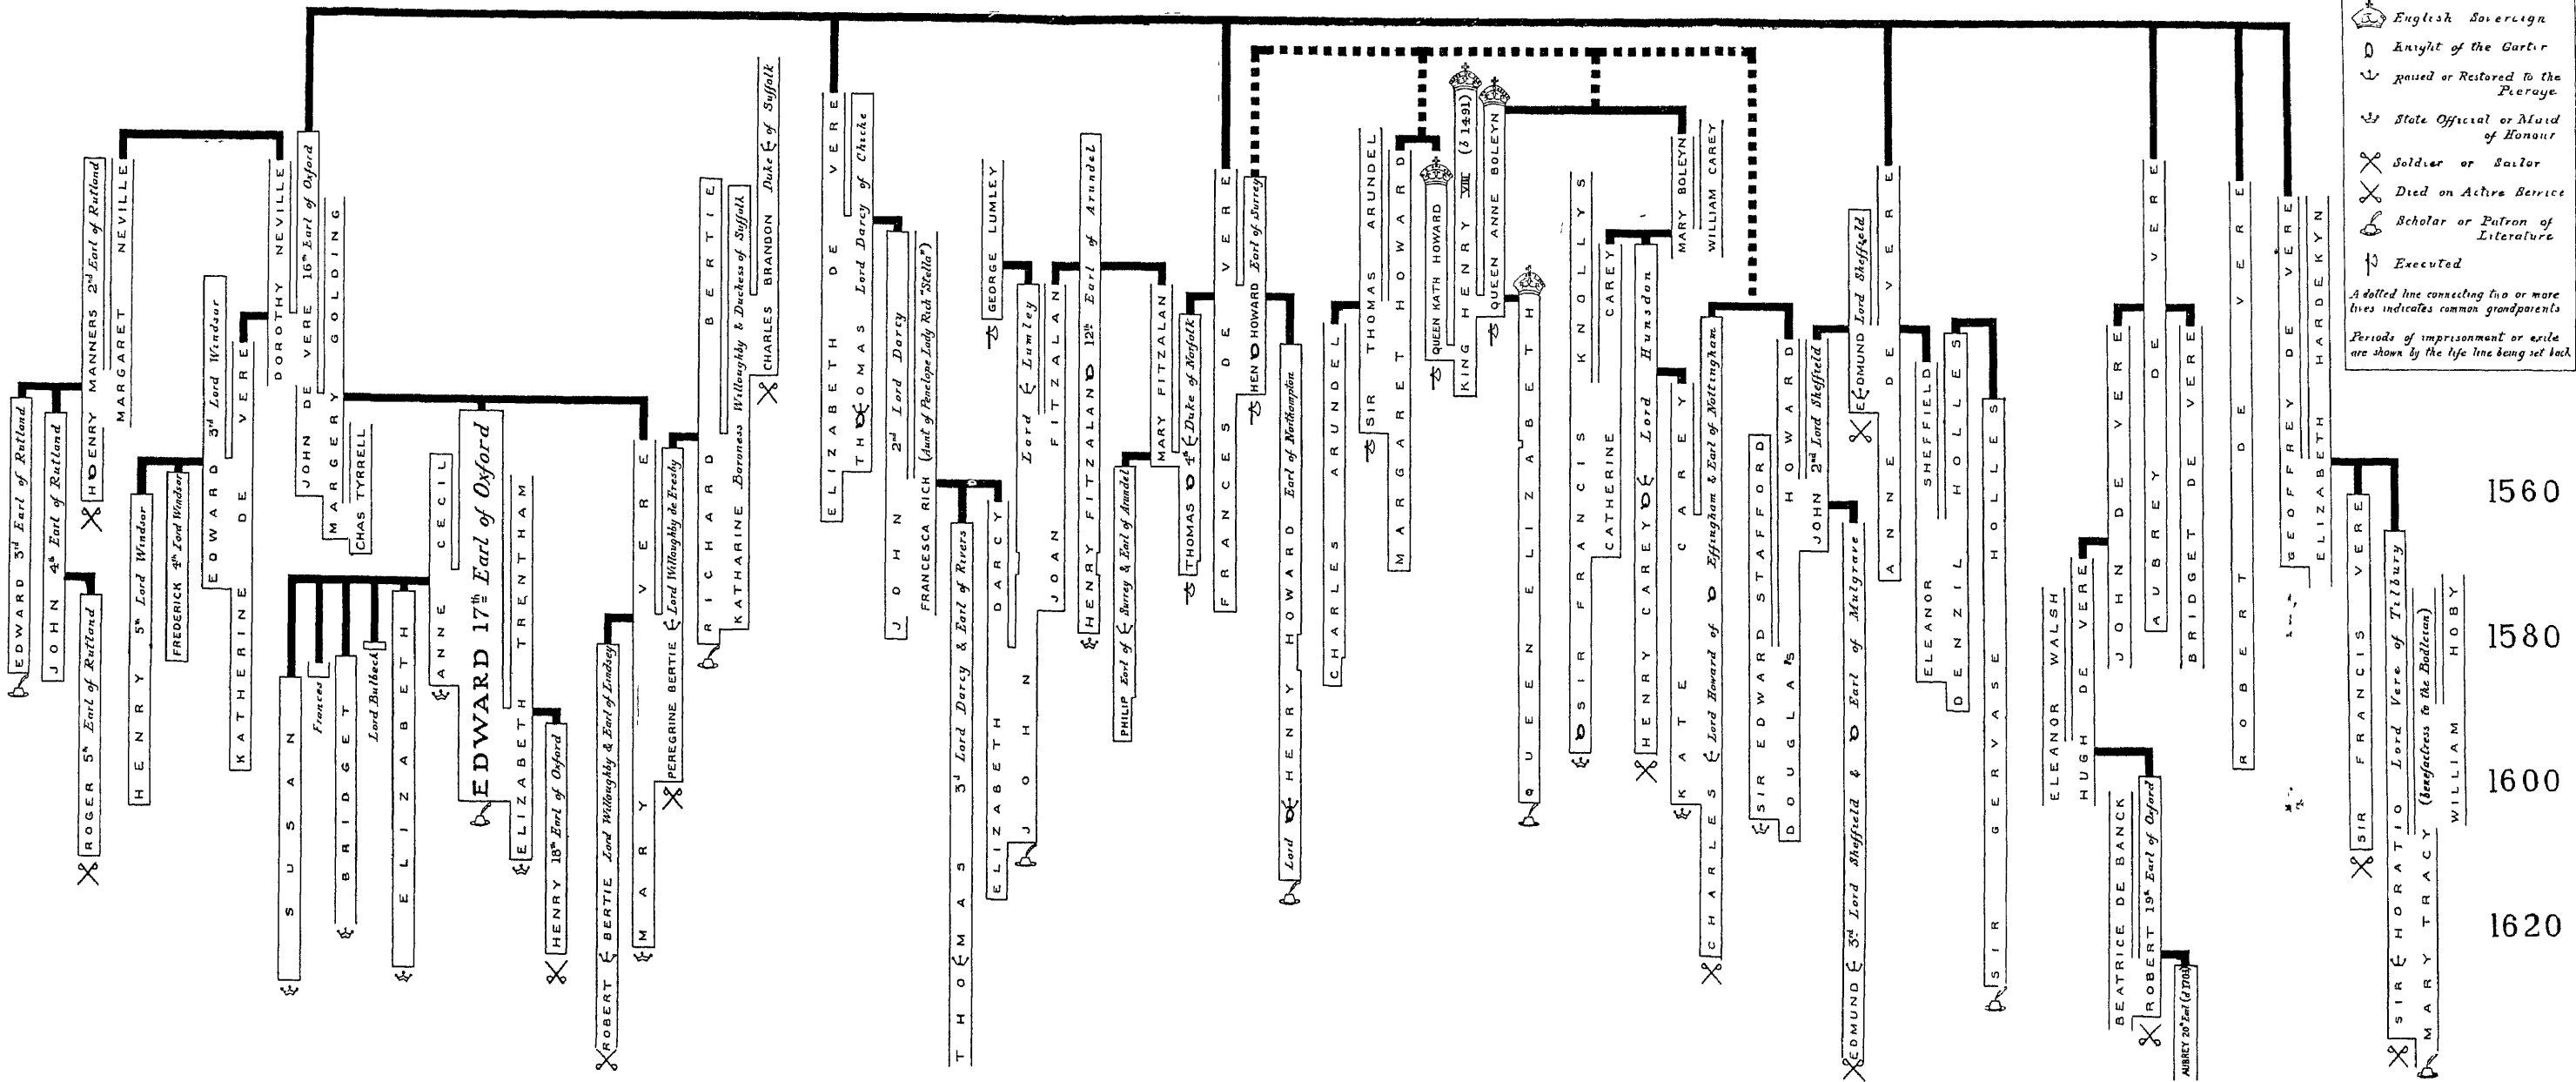 EDWARD 3rd Earl of Rutland
JOHN 4th Earl of Rutland
ROGER 5th Earl of Rutland
HENRY MANNERS 2nd Earl of Rutland
MARGARET NEVILLE
HENRY 5th Lord Windsor
FREDERICK 4th Lord Windsor
EDWARD 3rd Lord Windsor
KATHERINE DE VERE
DOROTHY NEVILLE
JOHN DE VERE 16th Earl of Oxford
MARGERY GOLDING
CHAS TYRRELL
SUSAN
Frances
BRIDGET
Lord Bulbeck
ELIZABETH
ANNE CECIL
EDWARD 17th Earl of Oxford
ELIZABETH TRENTHAM
HENRY 18th Earl of Oxford
ROBERT BERTIE Lord Willoughby & Earl of Lindsey
MARY VERE
PEREGRINE BERTIE Lord Willoughby de Eresby
RICHARD BERTIE
KATHARINE Baroness Willoughby & Duchess of Suffolk
CHARLES BRANDON Duke of Suffolk
ELIZABETH DE VERE
THOMAS Lord Darcy of Chiche
JOHN 2nd Lord Darcy
FRANCESCA RICH (Aunt of Penelope Lady Rich "Stella")
THOMAS 3rd Lord Darcy & Earl of Rivers
ELIZABETH DARCY
GEORGE LUMLEY
JOHN Lord Lumley
JOAN FITZALAN
HENRY FITZALAN 12th Earl of Arundel
PHILIP Earl of Surrey & Earl of Arundel
MARY FITZALAN
THOMAS 4th Duke of Norfolk
FRANCES DE VERE
HEN HOWARD Earl of Surrey
Lord HENRY HOWARD Earl of Northampton
CHARLES ARUNDEL
SIR THOMAS ARUNDEL
MARGARET HOWARD
QUEEN KATH HOWARD
KING HENRY VIII (b 1491)
QUEEN ANNE BOLEYN
QUEEN ELIZABETH
SIR FRANCIS KNOLLYS
CATHERINE CAREY
HENRY CAREY Lord Hunsdon
KATE CAREY
MARY BOLEYN
WILLIAM CAREY
CHARLES Lord Howard of Effingham & Earl of Nottingham
SIR EDWARD STAFFORD
DOUGLAS HOWARD
JOHN 2nd Lord Sheffield
EDMUND 3rd Lord Sheffield & Earl of Mulgrave
EDMUND Lord Sheffield
ANNE DE VERE
ELEANOR SHEFFIELD
DENZIL HOLLES
SIR GERVASE HOLLES
ELEANOR WALSH
HUGH DE VERE
BEATRICE DE BANCK
JOHN DE VERE
ROBERT 19th Earl of Oxford
AUBREY DE VERE
AUBREY 20th Earl (d 1703)
BRIDGET DE VERE
ROBERT DE VERE
GEOFFREY DE VERE
ELIZABETH HARDEKYN
SIR FRANCIS VERE
SIR HORATIO Lord Vere of Tilbury
MARY TRACY (benefactress to the Bodleian)
WILLIAM HOBY
English Sovereign
Knight of the Garter
raised or Restored to the
Peerage
State Official or Maid
of Honour
Soldier or Sailor
Died on Active Service
Scholar or Patron of
Literature
Executed
A dotted line connecting two or more
lives indicates common grandparents
Periods of imprisonment or exile
are shown by the life line being set back
1560
1580
1600
1620